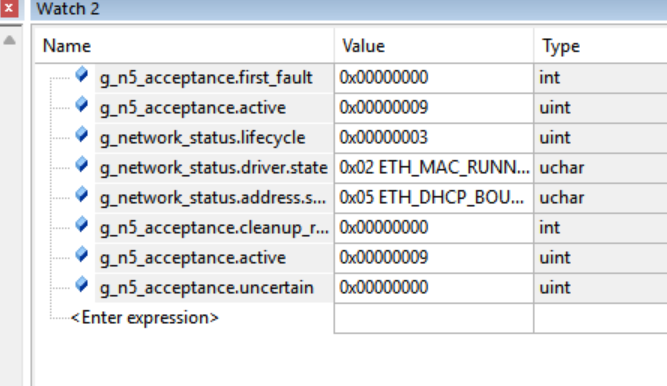 Watch 2
Name Value Type
g_n5_acceptance.first_fault 0x00000000 int
g_n5_acceptance.active 0x00000009 uint
g_network_status.lifecycle 0x00000003 uint
g_network_status.driver.state 0x02 ETH_MAC_RUNN... uchar
g_network_status.address.s... 0x05 ETH_DHCP_BOU... uchar
g_n5_acceptance.cleanup_r... 0x00000000 int
g_n5_acceptance.active 0x00000009 uint
g_n5_acceptance.uncertain 0x00000000 uint
<Enter expression>